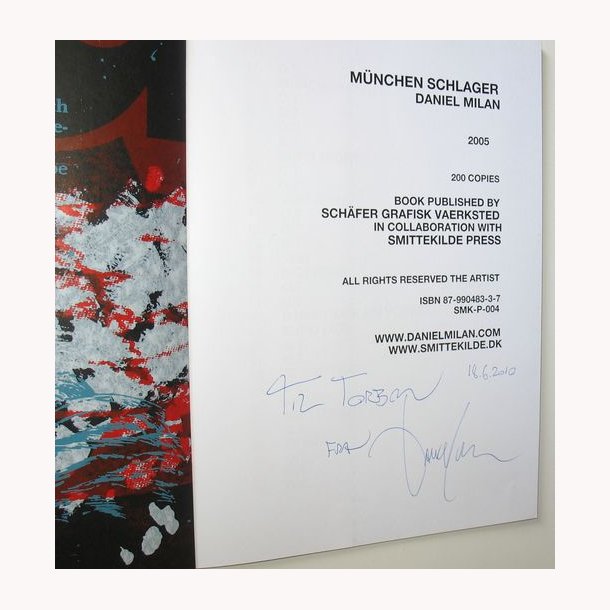 h
e-
be
MÜNCHEN SCHLAGER
DANIEL MILAN
2005
200 COPIES
BOOK PUBLISHED BY
SCHÄFER GRAFISK VAERKSTED
IN COLLABORATION WITH
SMITTEKILDE PRESS
ALL RIGHTS RESERVED THE ARTIST
ISBN 87-990483-3-7
SMK-P-004
WWW.DANIELMILAN.COM
WWW.SMITTEKILDE.DK
18.6.2010
TIL TORBEN
FRA